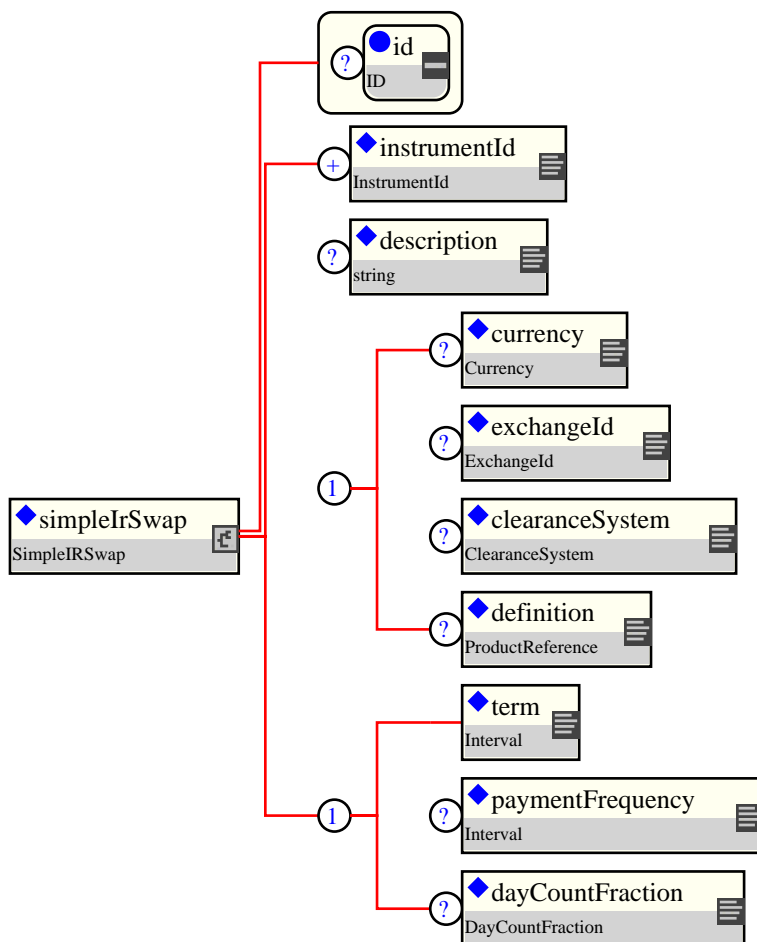 ? id
ID
+ instrumentId
InstrumentId
? description
string
? currency
Currency
? exchangeId
ExchangeId
1
simpleIrSwap
SimpleIRSwap
? clearanceSystem
ClearanceSystem
? definition
ProductReference
term
Interval
1
? paymentFrequency
Interval
? dayCountFraction
DayCountFraction